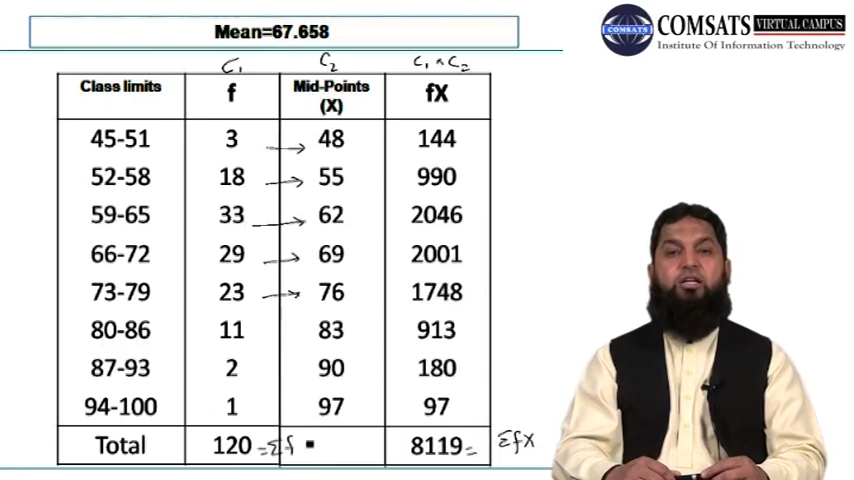 Mean=67.658
COMSATS VIRTUAL CAMPUS
(COMSATS)
Institute Of Information Technology
C₁ C₂ C₁ × C₂
Class limits f Mid-Points (X) fX
45-51 3 → 48 144
52-58 18 → 55 990
59-65 33 → 62 2046
66-72 29 → 69 2001
73-79 23 → 76 1748
80-86 11 83 913
87-93 2 90 180
94-100 1 97 97
Total 120 =Σf 8119 = ΣfX